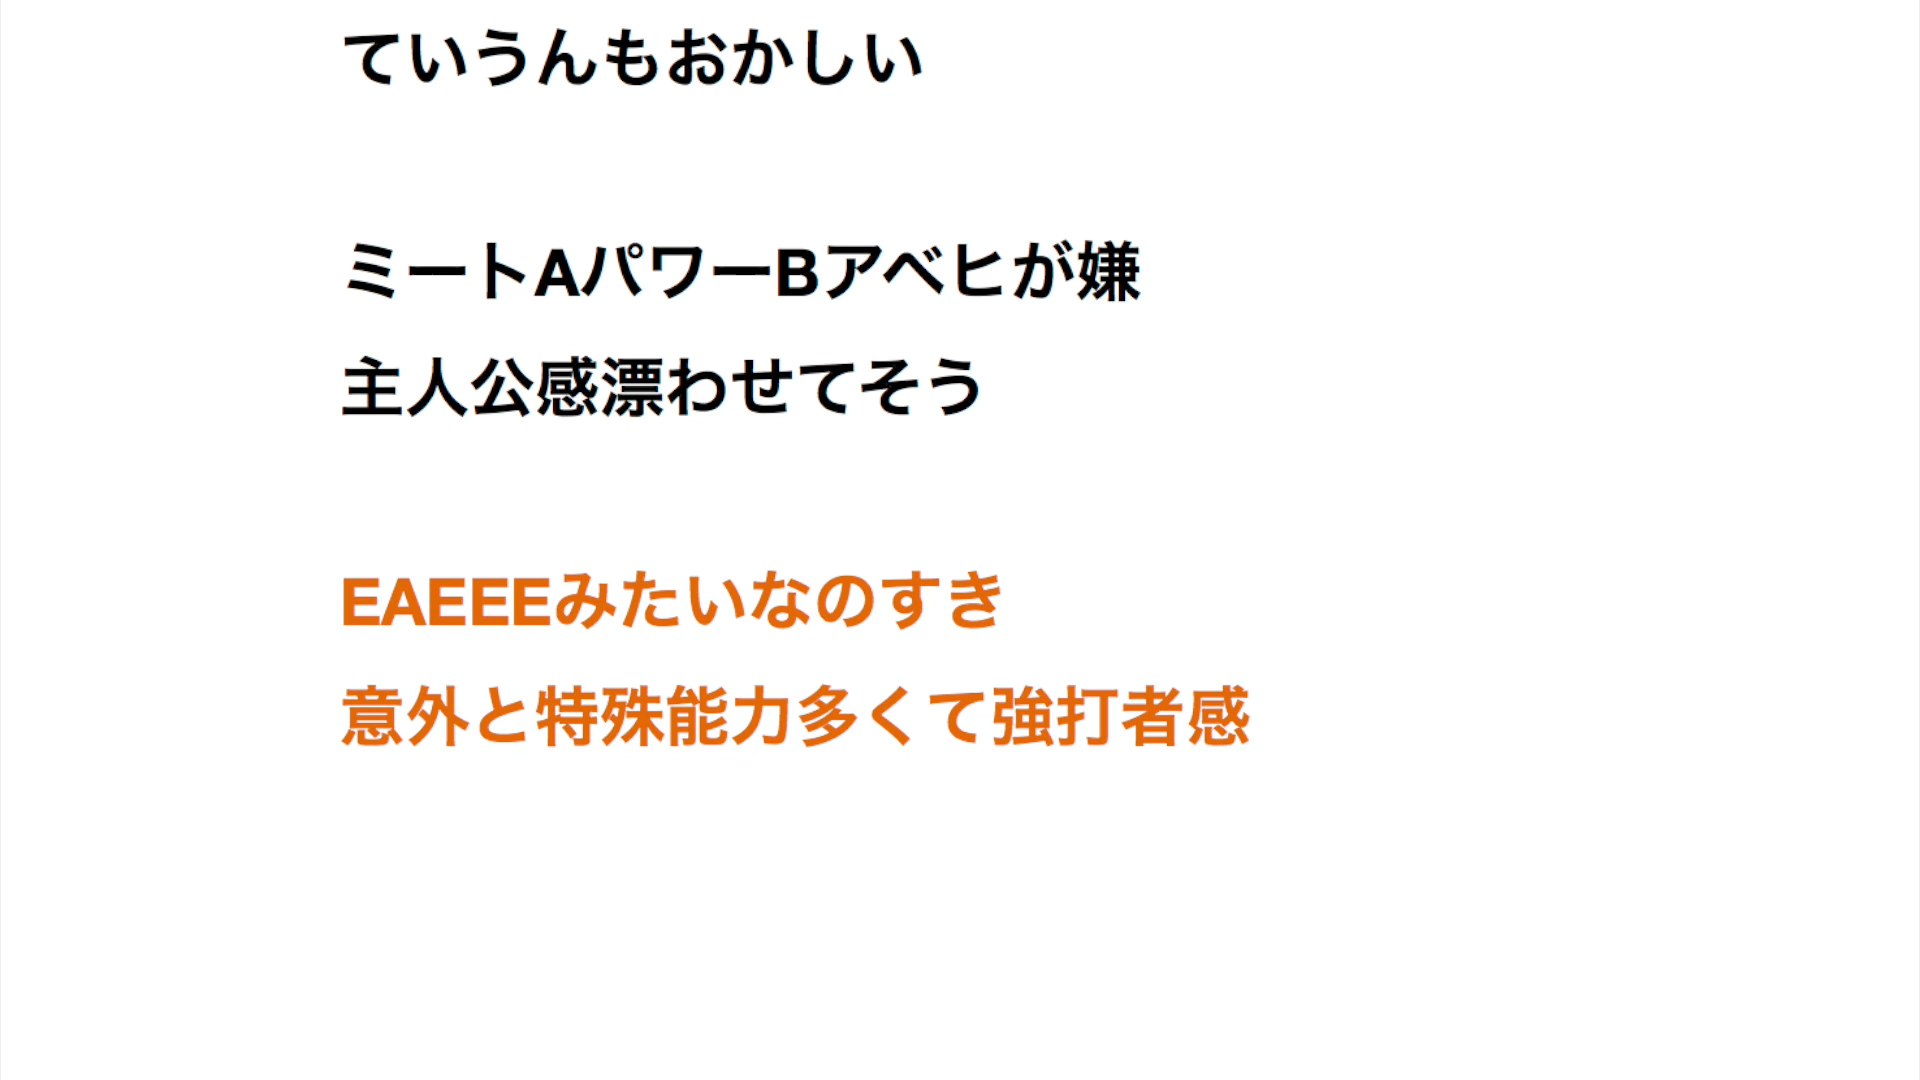 ていうんもおかしい
ミートAパワーBアベヒが嫌
主人公感漂わせてそう
EAEEEみたいなのすき
意外と特殊能力多くて強打者感